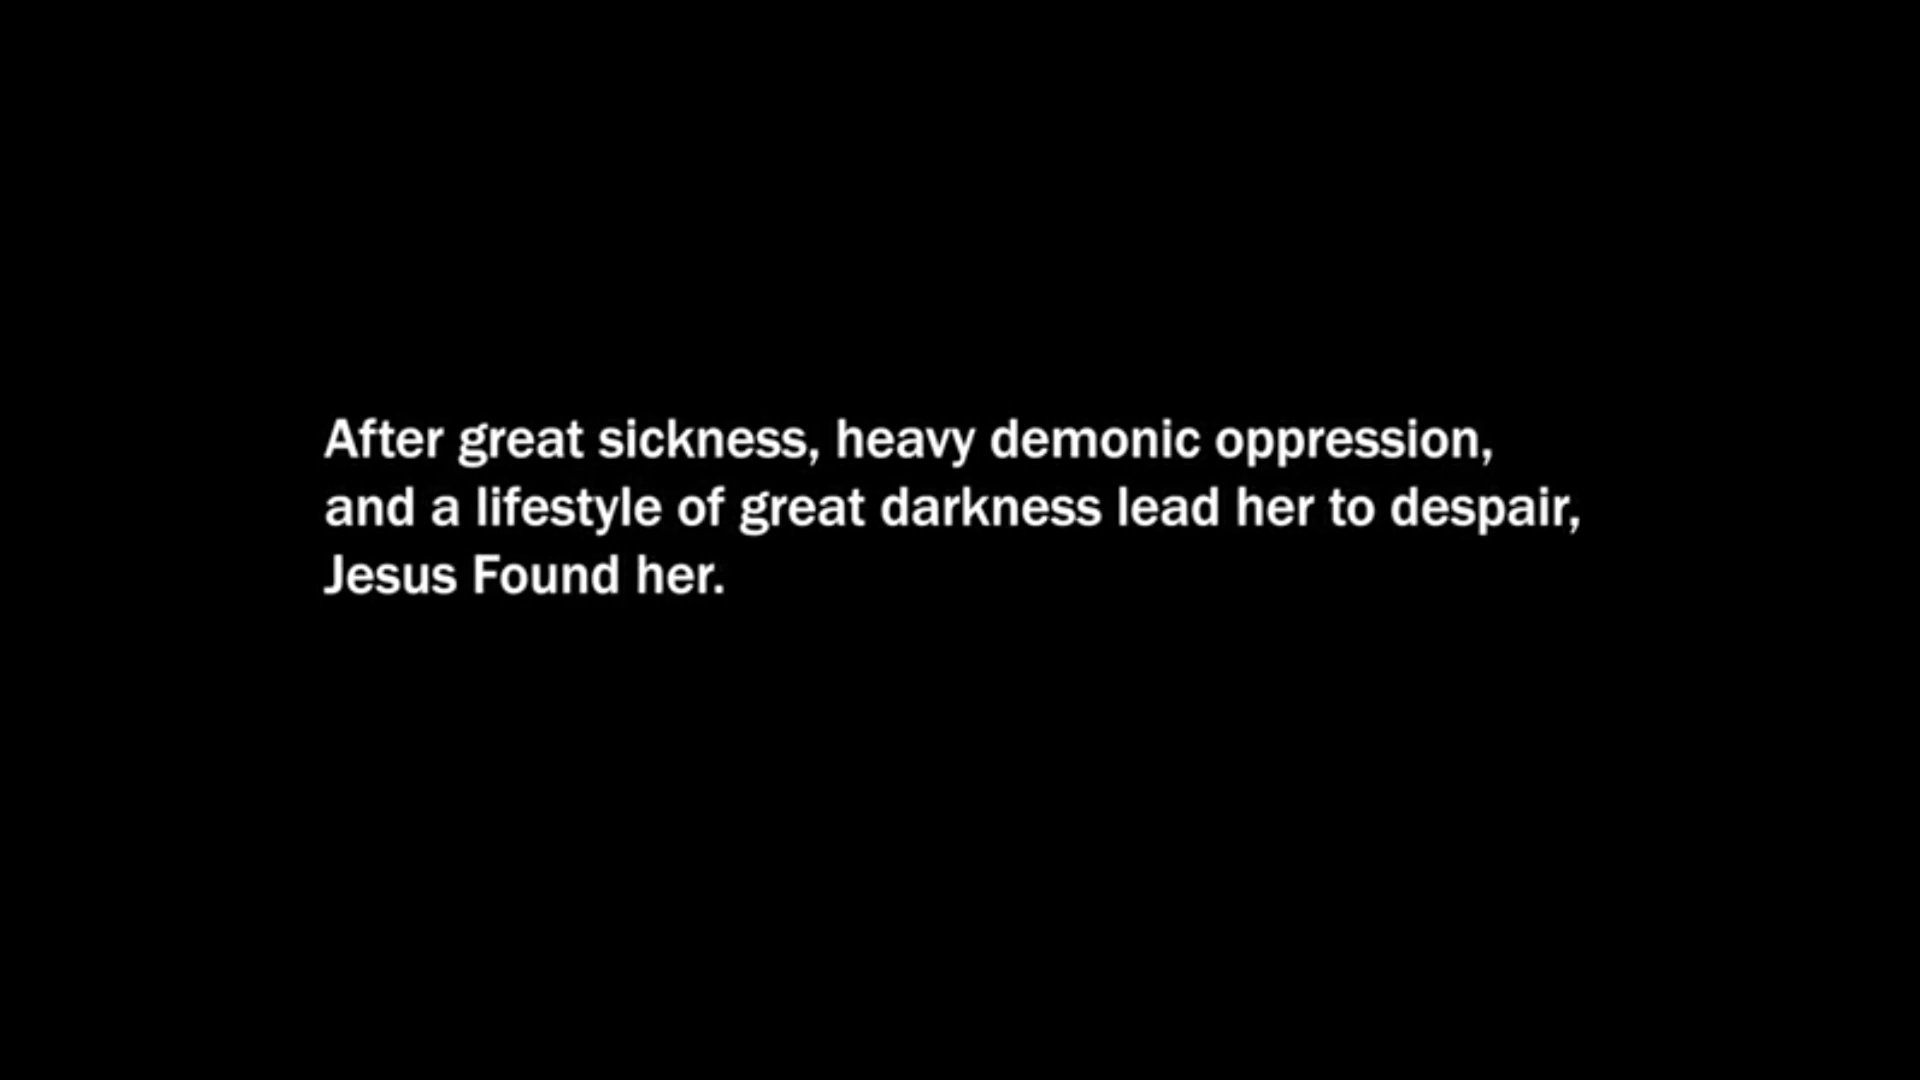 After great sickness, heavy demonic oppression,
and a lifestyle of great darkness lead her to despair,
Jesus Found her.